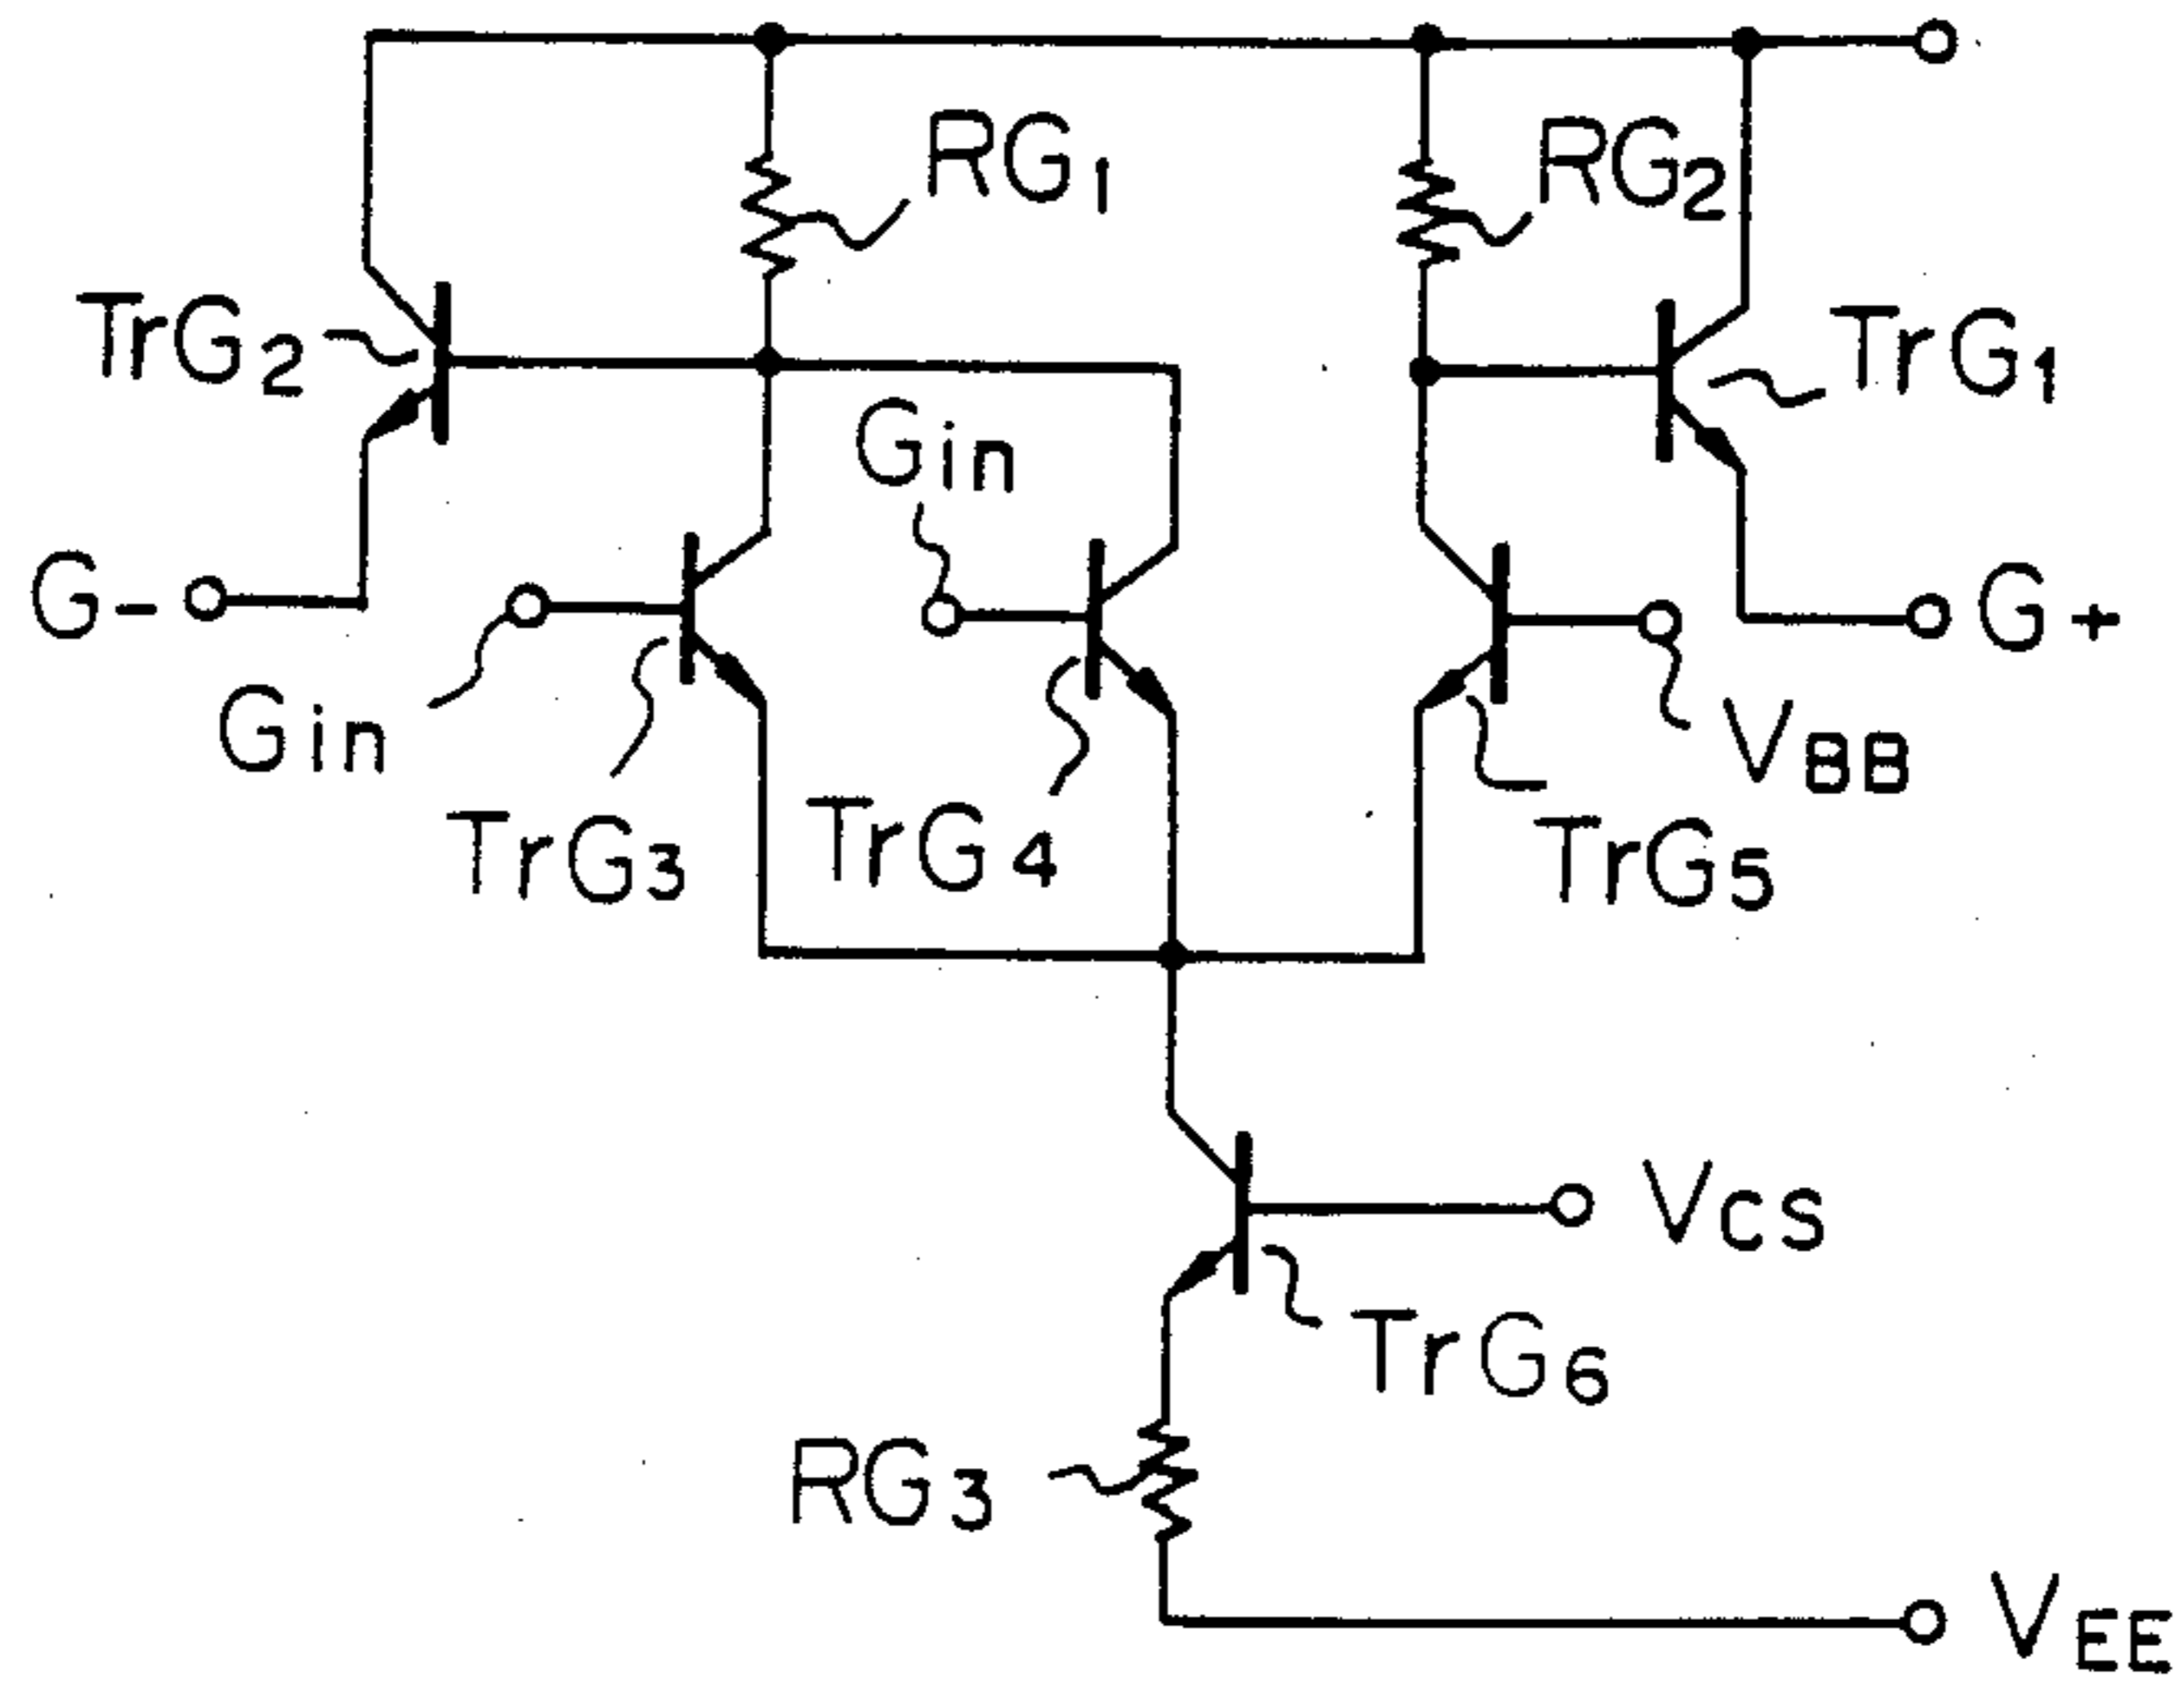 RG1
RG2
TrG2
TrG1
Gin
G-
G+
Gin
VBB
TrG3
TrG4
TrG5
VCS
TrG6
RG3
VEE